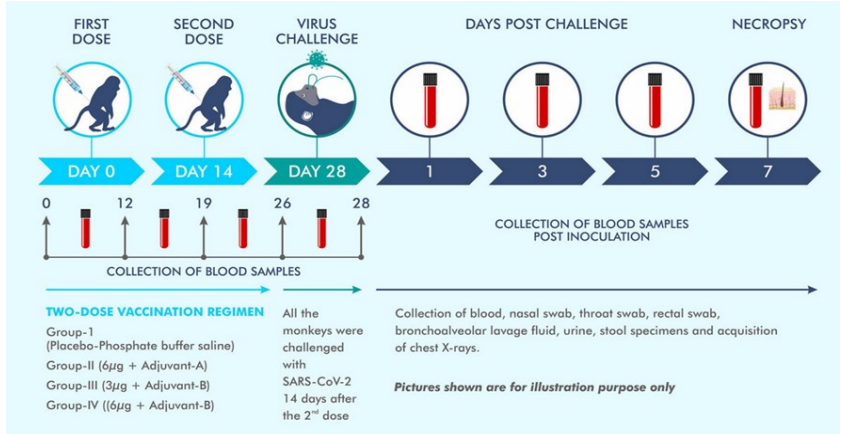 FIRST
DOSE
SECOND
DOSE
VIRUS
CHALLENGE
DAYS POST CHALLENGE
NECROPSY
DAY 0
DAY 14
DAY 28
1
3
5
7
0
12
19
26
28
COLLECTION OF BLOOD SAMPLES
COLLECTION OF BLOOD SAMPLES
POST INOCULATION
TWO-DOSE VACCINATION REGIMEN
Group-1
(Placebo-Phosphate buffer saline)
Group-II (6µg + Adjuvant-A)
Group-III (3µg + Adjuvant-B)
Group-IV ((6µg + Adjuvant-B)
All the
monkeys were
challenged
with
SARS-CoV-2
14 days after
the 2nd dose
Collection of blood, nasal swab, throat swab, rectal swab,
bronchoalveolar lavage fluid, urine, stool specimens and acquisition
of chest X-rays.
Pictures shown are for illustration purpose only